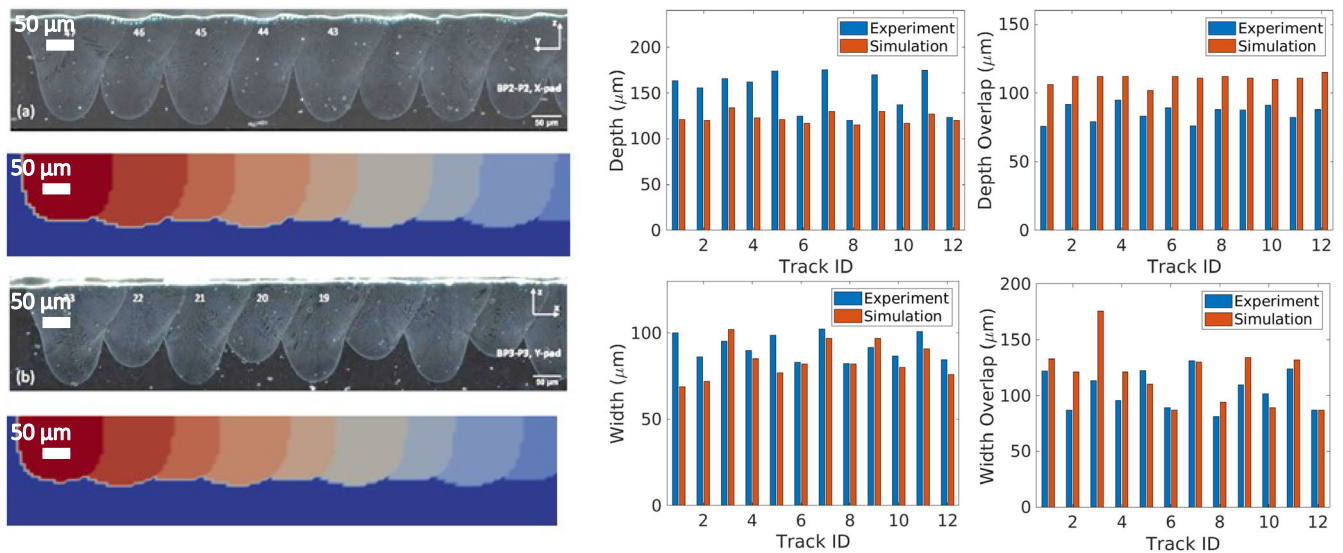 50 μm
46 45 44 43
z
Y
BP2-P2, X-pad
(a)
50 μm
50 μm
50 μm
23 22 21 20 19
z
x
BP3-P3, Y-pad
(b)
50 μm
50 μm
Experiment
Simulation
Depth (μm)
200
150
100
50
0
2 4 6 8 10 12
Track ID
Experiment
Simulation
Depth Overlap (μm)
150
100
50
0
2 4 6 8 10 12
Track ID
Experiment
Simulation
Width (μm)
100
50
0
2 4 6 8 10 12
Track ID
Experiment
Simulation
Width Overlap (μm)
200
150
100
50
0
2 4 6 8 10 12
Track ID